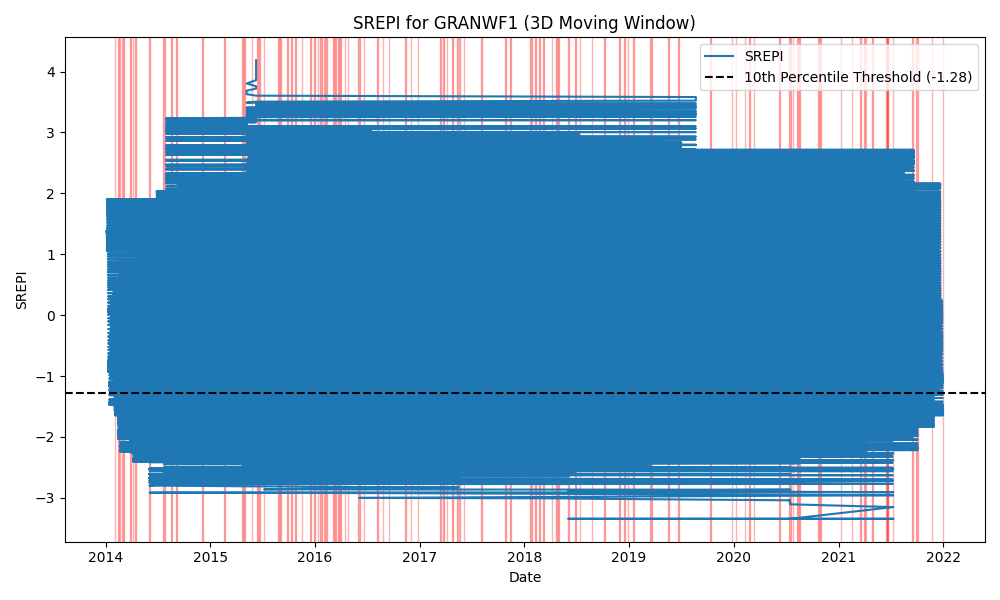 SREPI for GRANWF1 (3D Moving Window)
SREPI
10th Percentile Threshold (-1.28)
4
3
2
1
0
−1
−2
−3
SREPI
2014 2015 2016 2017 2018 2019 2020 2021 2022
Date